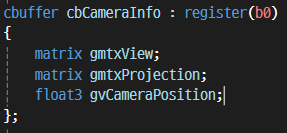 cbuffer cbCameraInfo : register(b0)
{
    matrix gmtxView;
    matrix gmtxProjection;
    float3 gvCameraPosition;
};